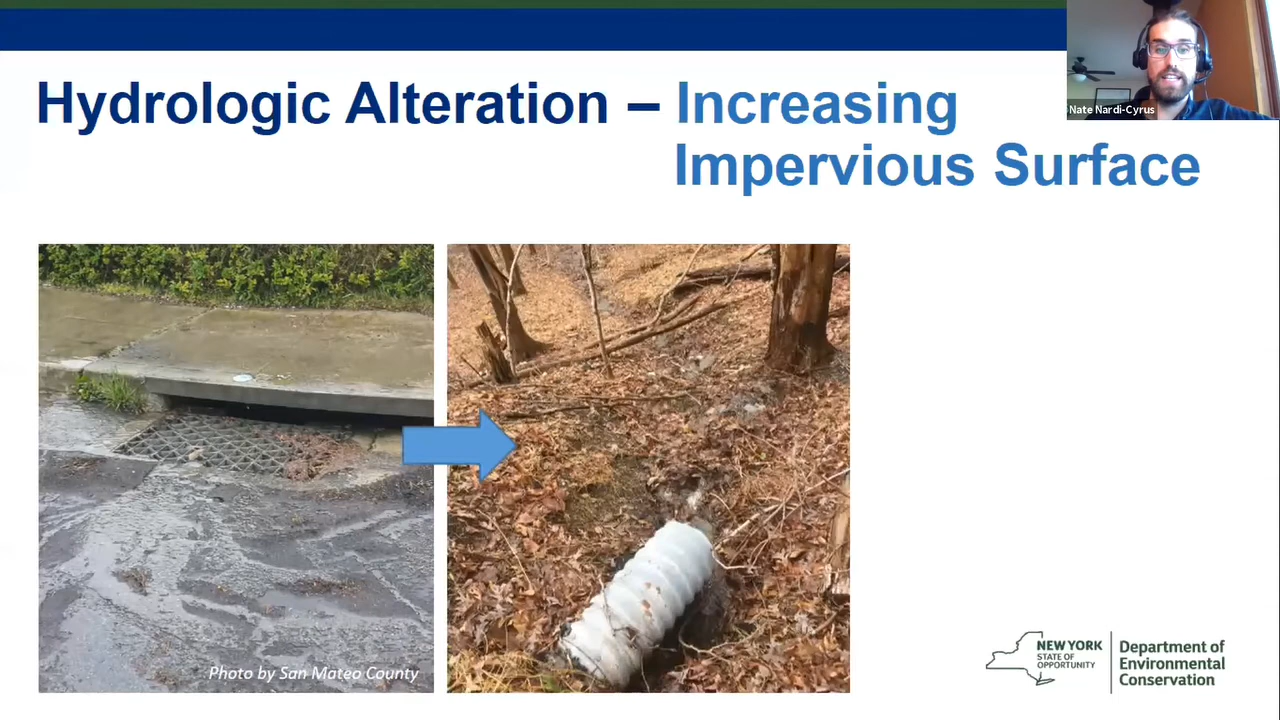 Hydrologic Alteration – Increasing
Impervious Surface
Nate Nardi-Cyrus
Photo by San Mateo County
NEW YORK
STATE OF
OPPORTUNITY
Department of
Environmental
Conservation